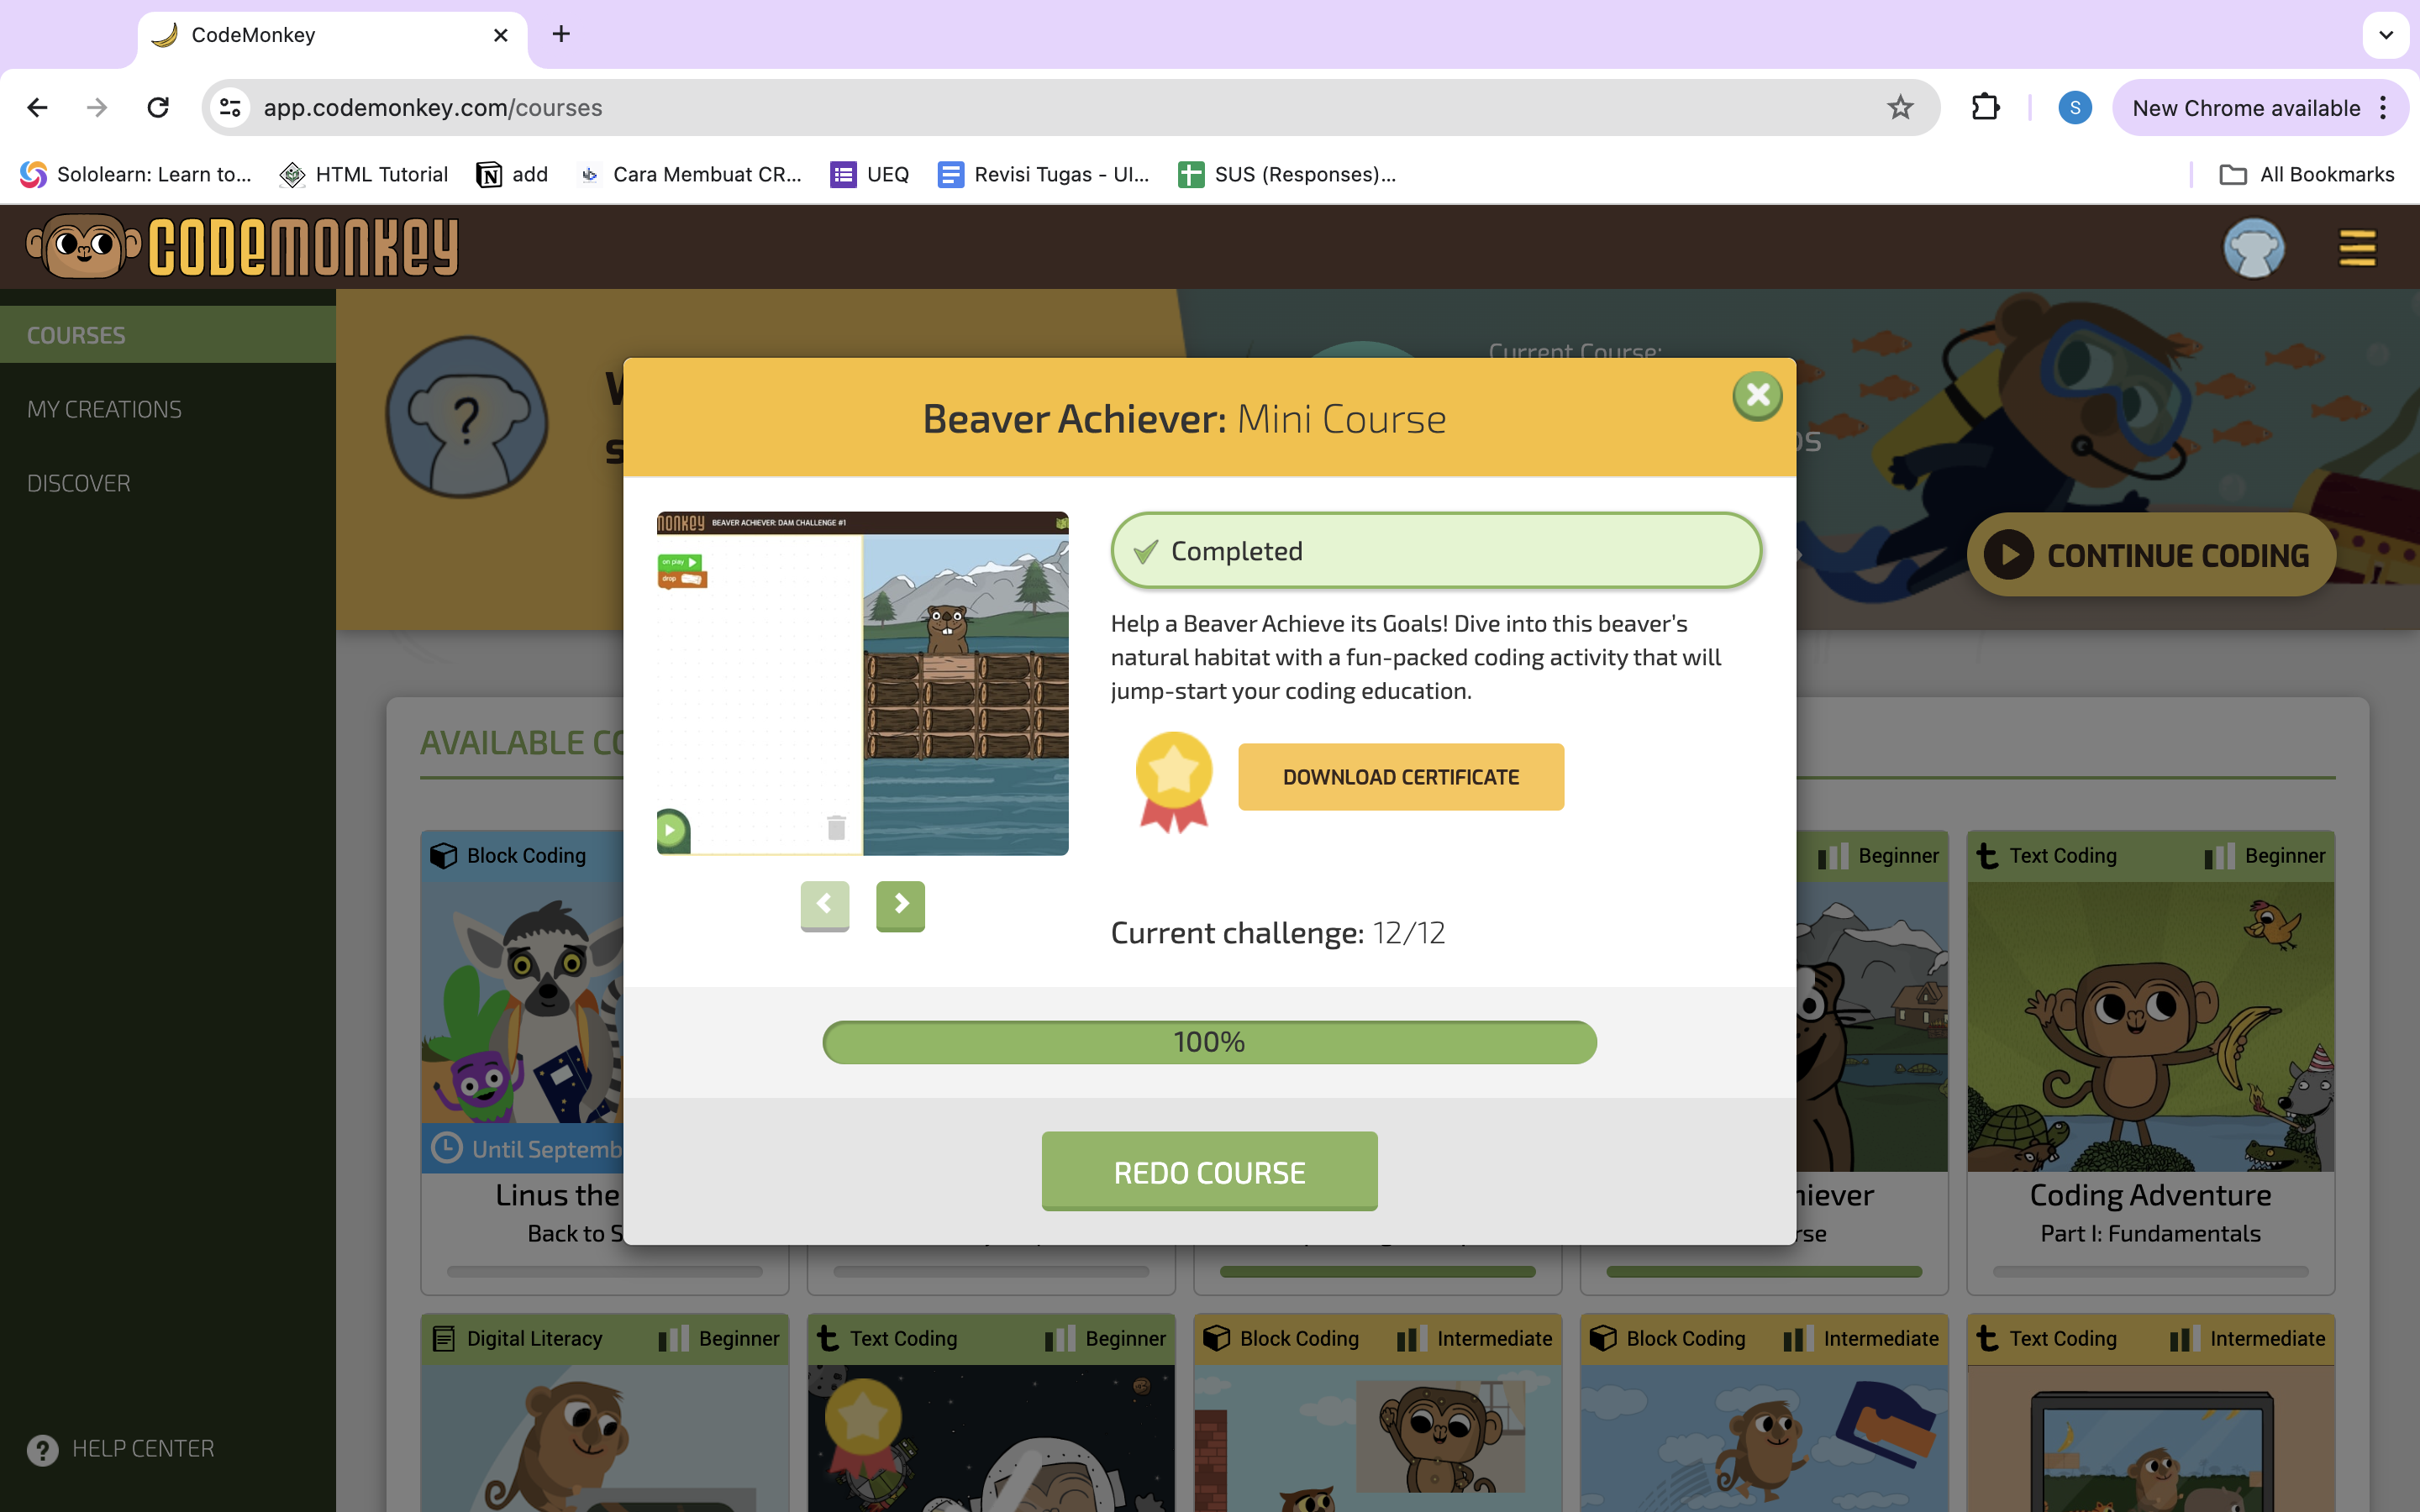 CodeMonkey
app.codemonkey.com/courses
New Chrome available
S
Sololearn: Learn to...
HTML Tutorial
add
Cara Membuat CR...
UEQ
Revisi Tugas - UI...
SUS (Responses)...
All Bookmarks
CODEMONKEY
COURSES
MY CREATIONS
DISCOVER
HELP CENTER
Current Course:
CONTINUE CODING
Beaver Achiever: Mini Course
MONKEY BEAVER ACHIEVER: DAM CHALLENGE #1
on play
drop
Completed
Help a Beaver Achieve its Goals! Dive into this beaver's
natural habitat with a fun-packed coding activity that will
jump-start your coding education.
DOWNLOAD CERTIFICATE
Current challenge: 12/12
100%
REDO COURSE
AVAILABLE CO
Block Coding
Until Septemb
Linus the
Back to S
Beginner
hiever
rse
Text Coding Beginner
Coding Adventure
Part I: Fundamentals
Digital Literacy Beginner
Text Coding Beginner
Block Coding Intermediate
Block Coding Intermediate
Text Coding Intermediate